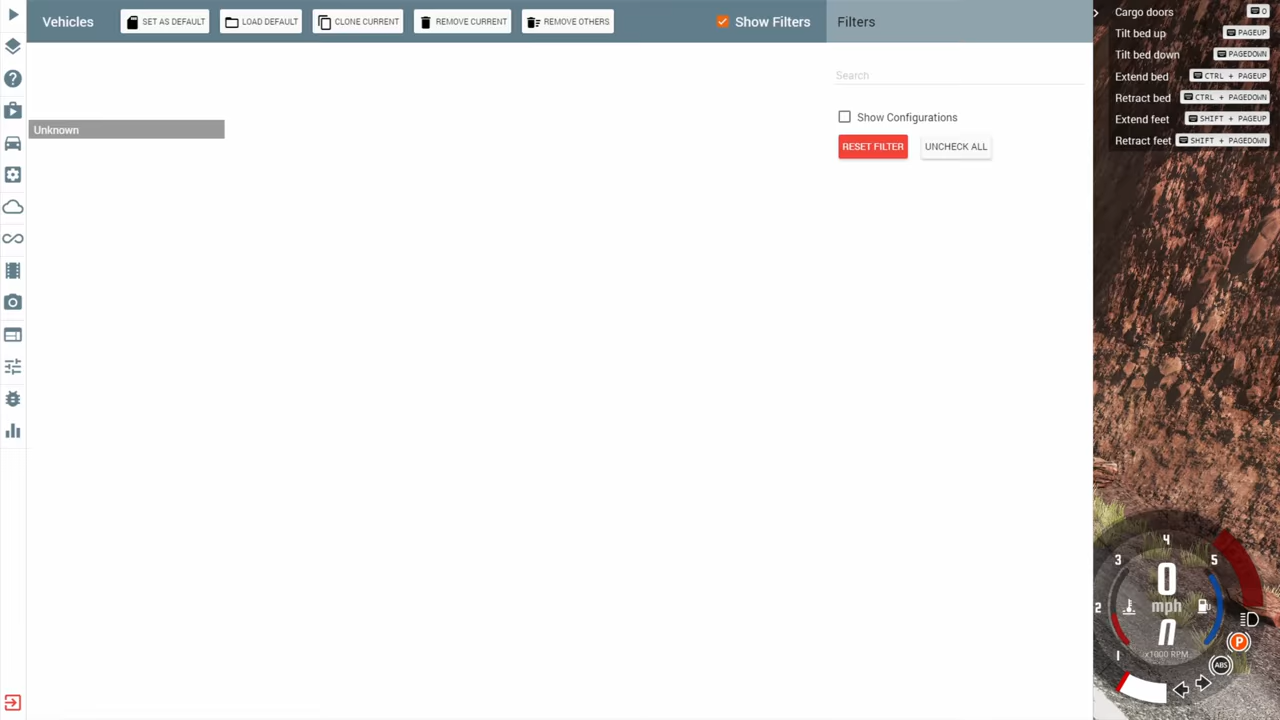 Vehicles
SET AS DEFAULT
LOAD DEFAULT
CLONE CURRENT
REMOVE CURRENT
REMOVE OTHERS
Show Filters
Filters
Search
Show Configurations
RESET FILTER
UNCHECK ALL
Unknown
Cargo doors O
Tilt bed up PAGEUP
Tilt bed down PAGEDOWN
Extend bed CTRL + PAGEUP
Retract bed CTRL + PAGEDOWN
Extend feet SHIFT + PAGEUP
Retract feet SHIFT + PAGEDOWN
4
3
5
0
2
mph
n
1
x1000 RPM
P
ABS